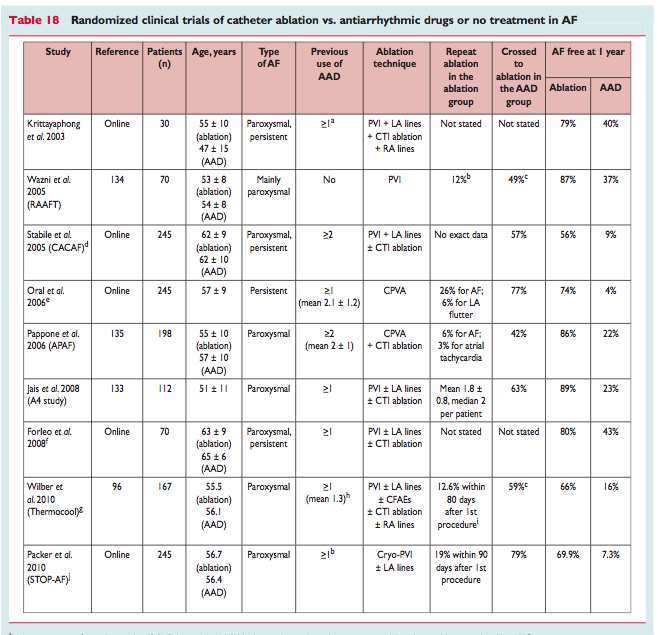 Table 18 Randomized clinical trials of catheter ablation vs. antiarrhythmic drugs or no treatment in AF
Study
Reference
Patients
(n)
Age, years
Type
of AF
Previous
use of
AAD
Ablation
technique
Repeat
ablation
in the
ablation
group
Crossed
to
ablation in
the AAD
group
AF free at 1 year
Ablation
AAD
Krittayaphong
et al. 2003
Online
30
55 ± 10
(ablation)
47 ± 15
(AAD)
Paroxysmal,
persistent
≥1a
PVI + LA lines
+ CTI ablation
+ RA lines
Not stated
Not stated
79%
40%
Wazni et al.
2005
(RAAFT)
134
70
53 ± 8
(ablation)
54 ± 8
(AAD)
Mainly
paroxysmal
No
PVI
12%b
49%c
87%
37%
Stabile et al.
2005 (CACAF)d
Online
245
62 ± 9
(ablation)
62 ± 10
(AAD)
Paroxysmal,
persistent
≥2
PVI + LA lines
± CTI ablation
No exact data
57%
56%
9%
Oral et al.
2006e
Online
245
57 ± 9
Persistent
≥1
(mean 2.1 ± 1.2)
CPVA
26% for AF;
6% for LA
flutter
77%
74%
4%
Pappone et al.
2006 (APAF)
135
198
55 ± 10
(ablation)
57 ± 10
(AAD)
Paroxysmal
≥2
(mean 2 ± 1)
CPVA
+ CTI ablation
6% for AF;
3% for atrial
tachycardia
42%
86%
22%
Jais et al. 2008
(A4 study)
133
112
51 ± 11
Paroxysmal
≥1
PVI ± LA lines
± CTI ablation
Mean 1.8 ±
0.8, median 2
per patient
63%
89%
23%
Forleo et al.
2008f
Online
70
63 ± 9
(ablation)
65 ± 6
(AAD)
Paroxysmal,
persistent
≥1
PVI ± LA lines
± CTI ablation
Not stated
Not stated
80%
43%
Wilber et
al. 2010
(Thermocool)g
96
167
55.5
(ablation)
56.1
(AAD)
Paroxysmal
≥1
(mean 1.3)h
PVI ± LA lines
± CFAEs
± CTI ablation
± RA lines
12.6% within
80 days
after 1st
procedurei
59%c
66%
16%
Packer et al.
2010
(STOP-AF)j
Online
245
56.7
(ablation)
56.4
(AAD)
Paroxysmal
≥1b
Cryo-PVI
± LA lines
19% within 90
days after 1st
procedure
79%
69.9%
7.3%